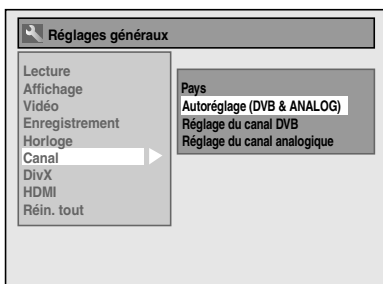 Réglages généraux
Lecture
Affichage
Vidéo
Enregistrement
Horloge
Canal
DivX
HDMI
Réin. tout
Pays
Autoréglage (DVB & ANALOG)
Réglage du canal DVB
Réglage du canal analogique